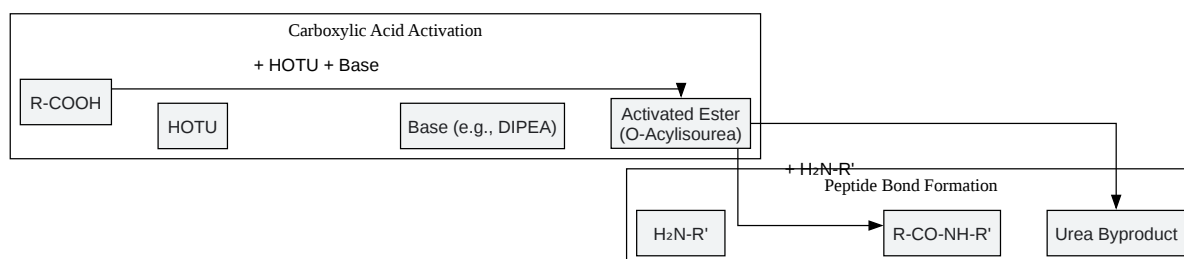 Carboxylic Acid Activation
+ HOTU + Base
R-COOH
HOTU
Base (e.g., DIPEA)
Activated Ester
(O-Acylisourea)
+ H₂N-R'
Peptide Bond Formation
H₂N-R'
R-CO-NH-R'
Urea Byproduct